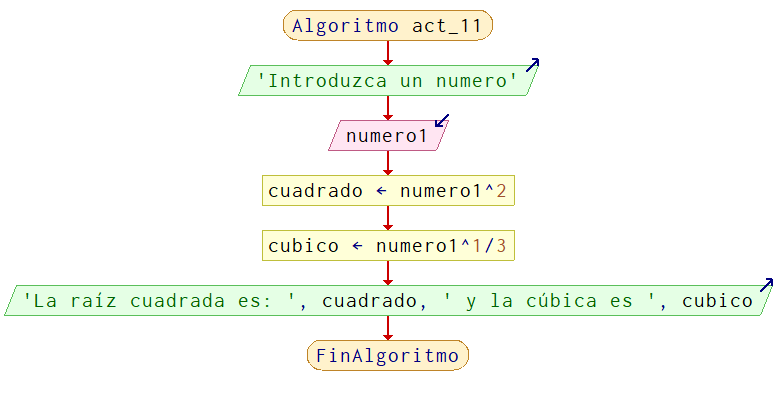 Algoritmo act_11
'Introduzca un numero'
numero1
cuadrado ← numero1^2
cubico ← numero1^1/3
'La raíz cuadrada es: ', cuadrado, ' y la cúbica es ', cubico
FinAlgoritmo